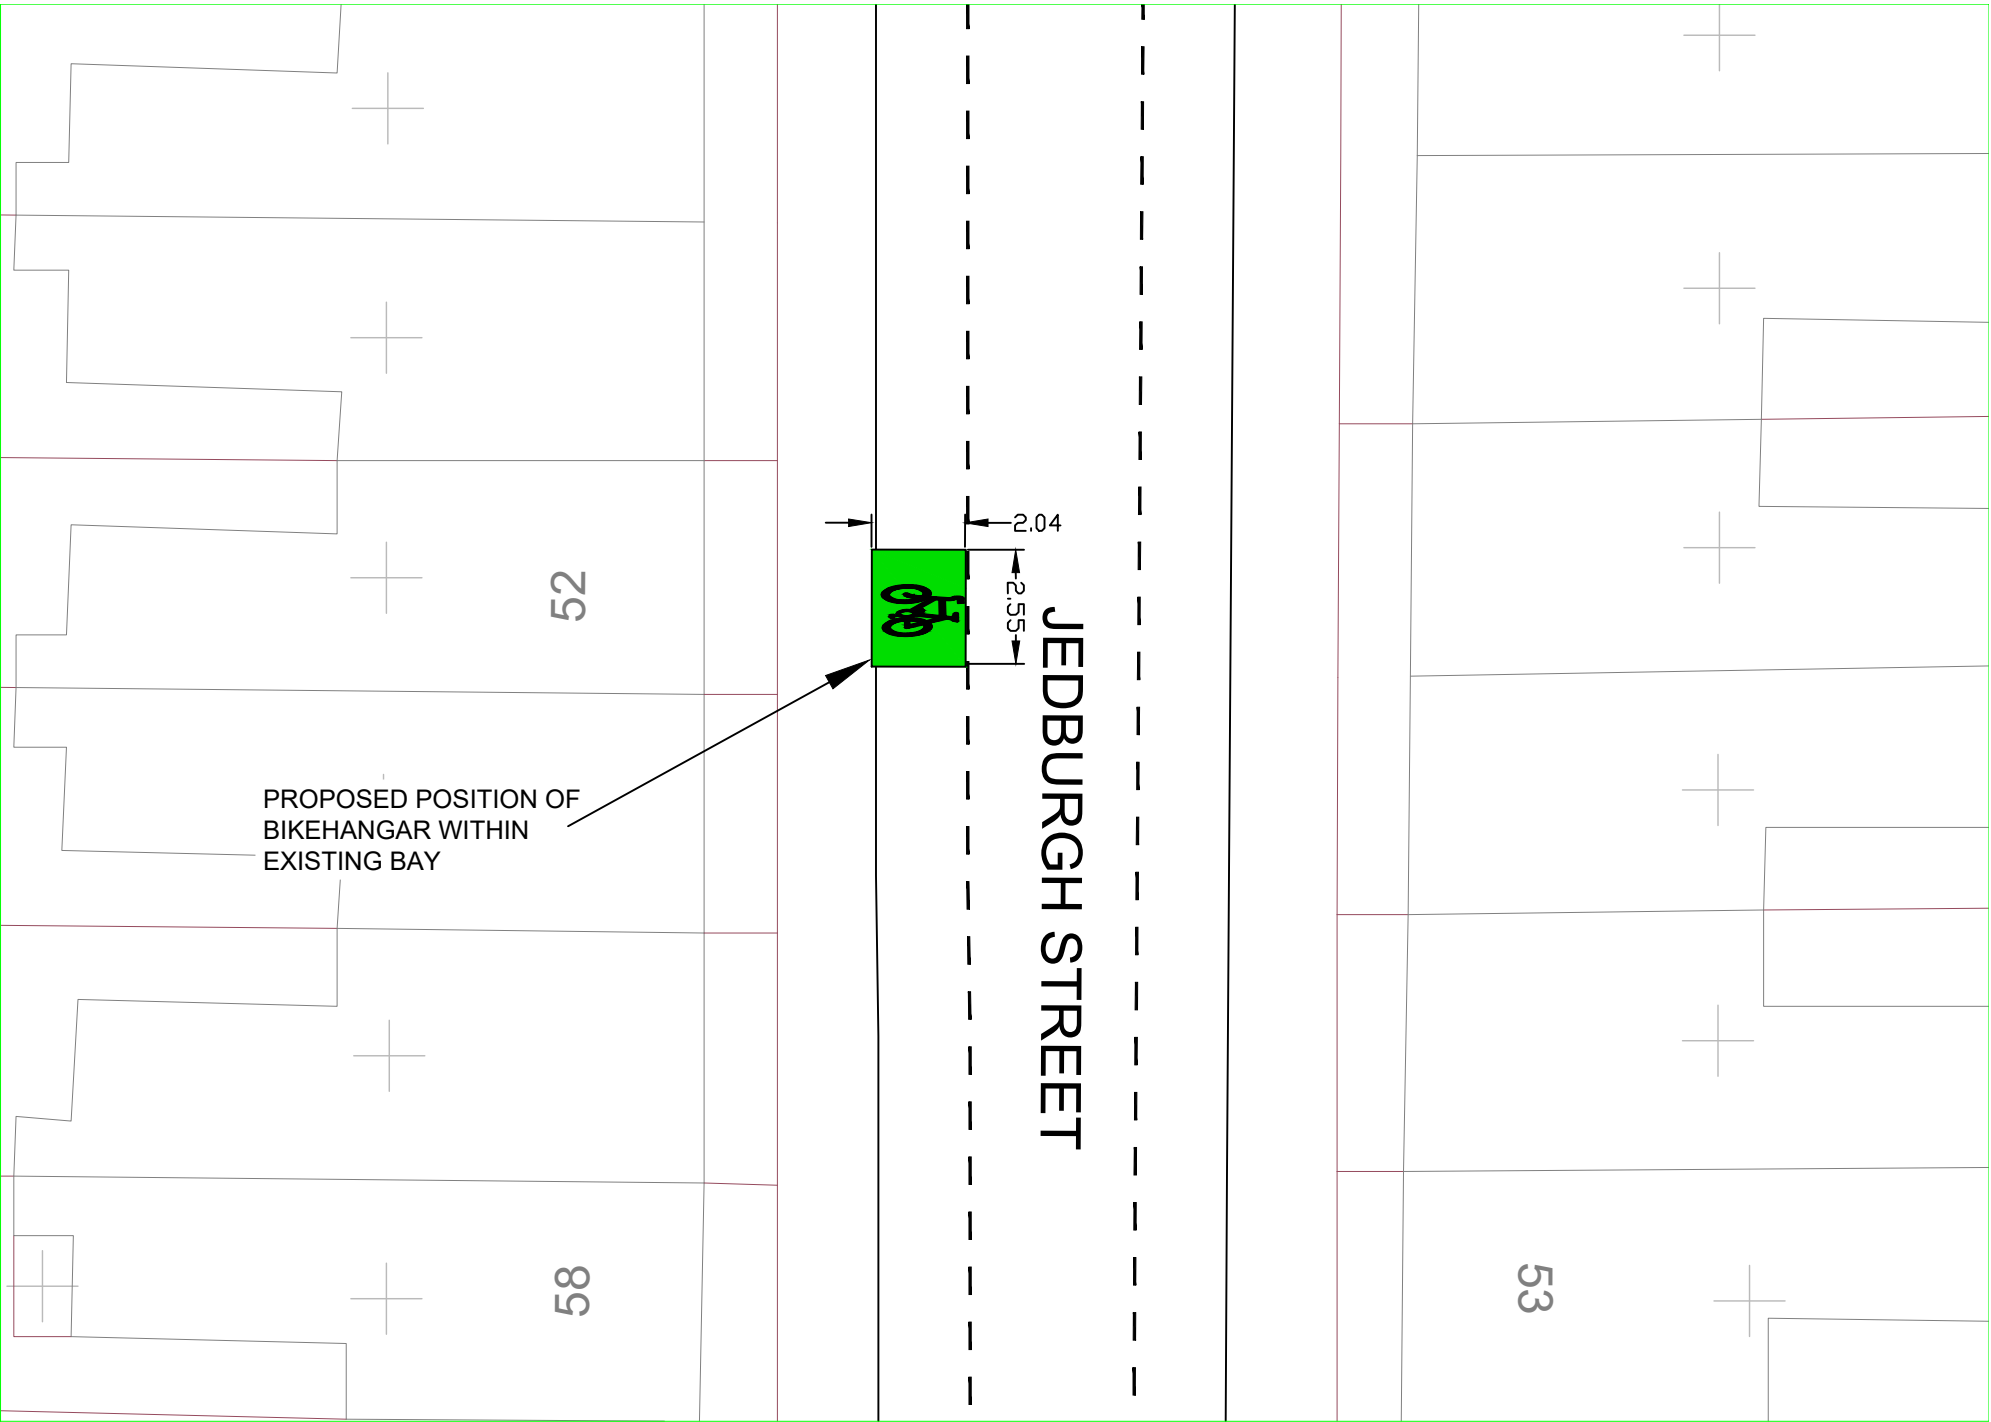 2.04
2.55
52
JEDBURGH STREET
PROPOSED POSITION OF
BIKEHANGAR WITHIN
EXISTING BAY
58
53